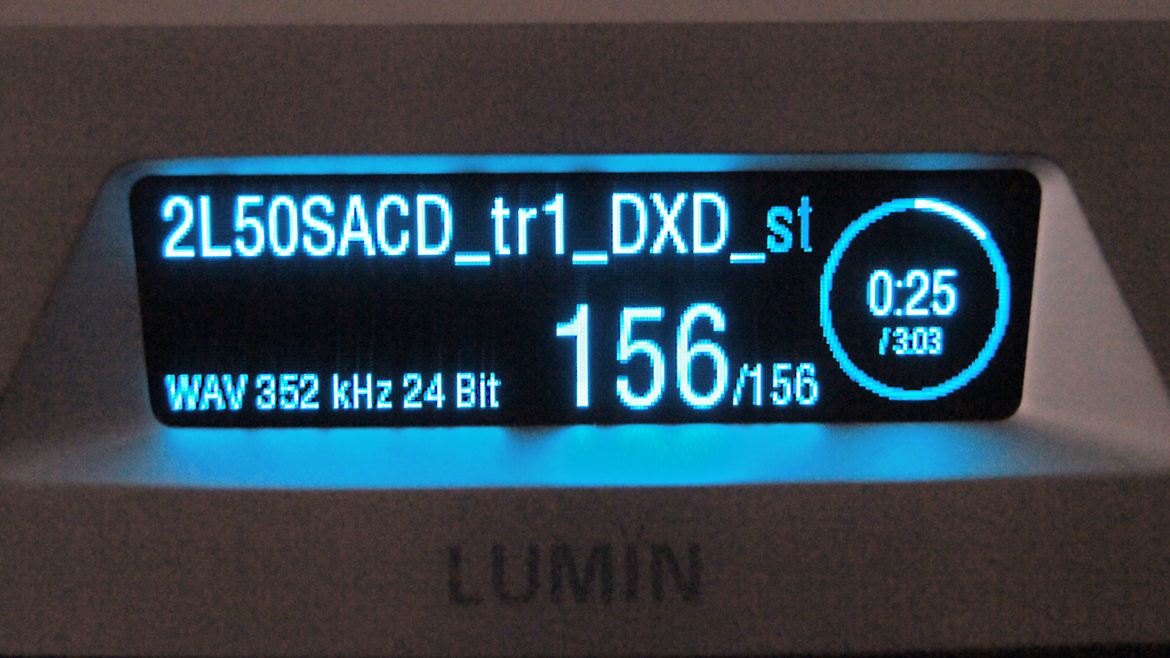 2L50SACD_tr1_DXD_st
0:25
/3:03
156/156
WAV 352 kHz 24 Bit
LUMIN